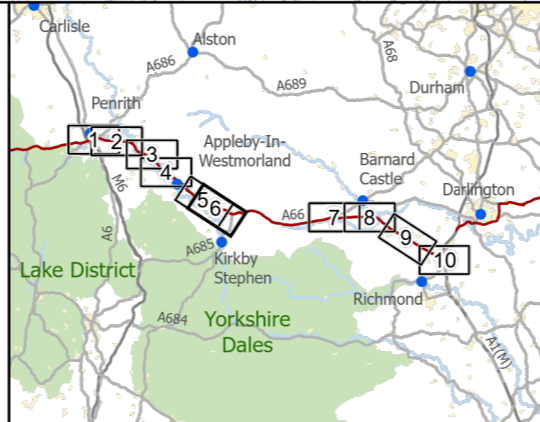 Carlisle
Alston
A686
A68
A689
Durham
Penrith
1
2
3
4
5
6
Appleby-In-
Westmorland
Barnard
Castle
Darlington
M6
A66
7
8
9
10
A6
A685
Lake District
Kirkby
Stephen
Richmond
A684
Yorkshire
Dales
A1(M)